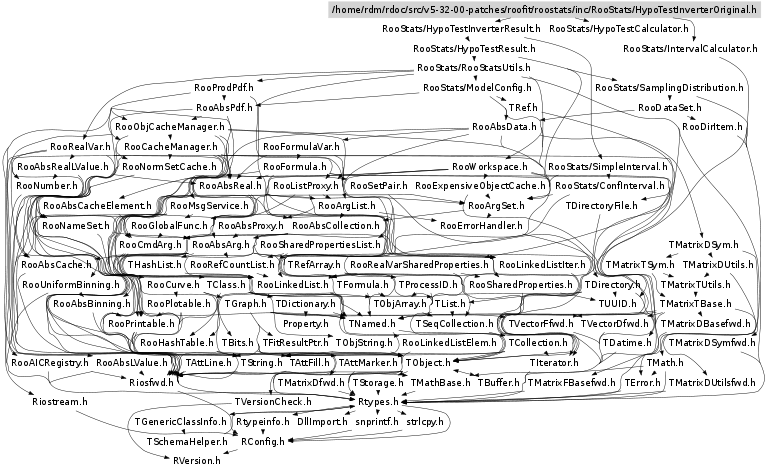 /home/rdm/rdoc/src/v5-32-00-patches/roofit/roostats/inc/RooStats/HypoTestInverterOriginal.h
RooStats/HypoTestInverterResult.h RooStats/HypoTestCalculator.h
RooStats/HypoTestResult.h RooStats/IntervalCalculator.h
RooStats/RooStatsUtils.h
RooProdPdf.h RooStats/ModelConfig.h RooStats/SamplingDistribution.h
RooAbsPdf.h TRef.h RooDataSet.h
RooObjCacheManager.h RooAbsData.h RooDirItem.h
RooRealVar.h RooCacheManager.h RooFormulaVar.h
RooAbsRealLValue.h RooNormSetCache.h RooFormula.h RooWorkspace.h RooStats/SimpleInterval.h
RooNumber.h RooAbsReal.h RooListProxy.h RooSetPair.h RooExpensiveObjectCache.h RooStats/ConfInterval.h
RooAbsCacheElement.h RooMsgService.h RooArgList.h RooArgSet.h TDirectoryFile.h
RooNameSet.h RooGlobalFunc.h RooAbsProxy.h RooAbsCollection.h RooErrorHandler.h
RooCmdArg.h RooAbsArg.h RooSharedPropertiesList.h TMatrixDSym.h
RooAbsCache.h THashList.h RooRefCountList.h TRefArray.h RooRealVarSharedProperties.h RooLinkedListIter.h TMatrixTSym.h TMatrixDUtils.h
RooUniformBinning.h RooCurve.h TClass.h RooLinkedList.h TFormula.h TProcessID.h RooSharedProperties.h TDirectory.h TMatrixTUtils.h
RooAbsBinning.h RooPlotable.h TGraph.h TDictionary.h TObjArray.h TList.h TUUID.h TMatrixTBase.h
RooPrintable.h Property.h TNamed.h TSeqCollection.h TVectorFfwd.h TVectorDfwd.h TMatrixDBasefwd.h
RooHashTable.h TBits.h TFitResultPtr.h TObjString.h RooLinkedListElem.h TCollection.h TDatime.h TMatrixDSymfwd.h
RooAICRegistry.h RooAbsLValue.h TAttLine.h TString.h TAttFill.h TAttMarker.h TObject.h TIterator.h TMath.h
Riosfwd.h TMatrixDfwd.h TStorage.h TMathBase.h TBuffer.h TMatrixFBasefwd.h TError.h TMatrixDUtilsfwd.h
Riostream.h TVersionCheck.h Rtypes.h
TGenericClassInfo.h Rtypeinfo.h DllImport.h snprintf.h strlcpy.h
TSchemaHelper.h RConfig.h
RVersion.h